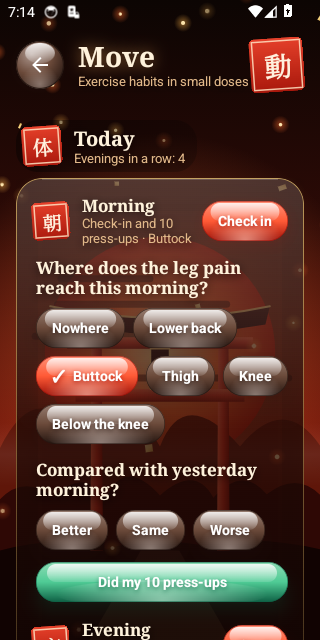 7:14
Move
Exercise habits in small doses
動
体
Today
Evenings in a row: 4
朝
Morning
Check-in and 10
press-ups · Buttock
Check in
Where does the leg pain
reach this morning?
Nowhere
Lower back
✓ Buttock
Thigh
Knee
Below the knee
Compared with yesterday
morning?
Better
Same
Worse
Did my 10 press-ups
Evening